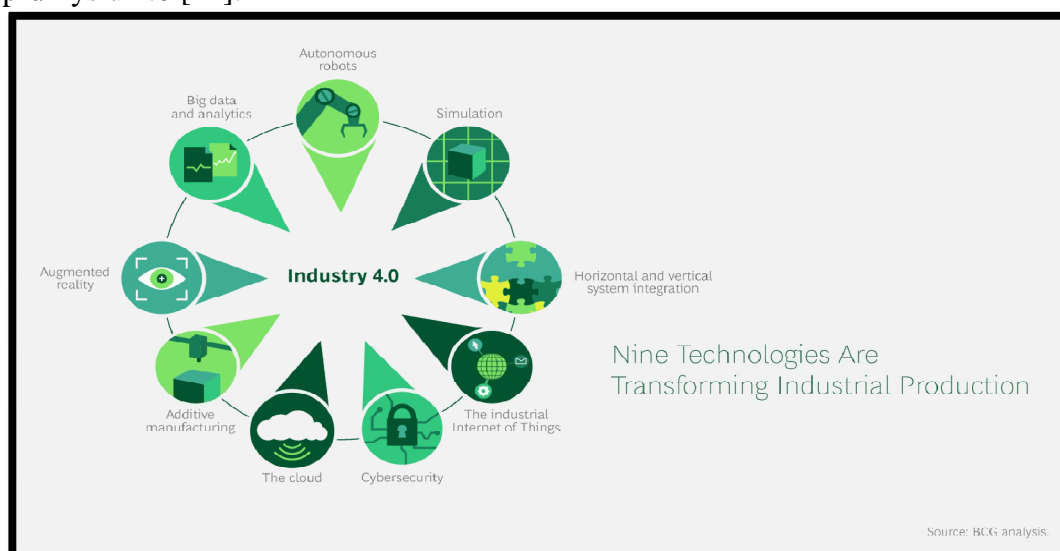 Autonomous
robots
Big data
and analytics
Simulation
Augmented
reality
Industry 4.0
Horizontal and vertical
system integration
Nine Technologies Are
Transforming Industrial Production
Additive
manufacturing
The industrial
Internet of Things
The cloud
Cybersecurity
Source: BCG analysis.